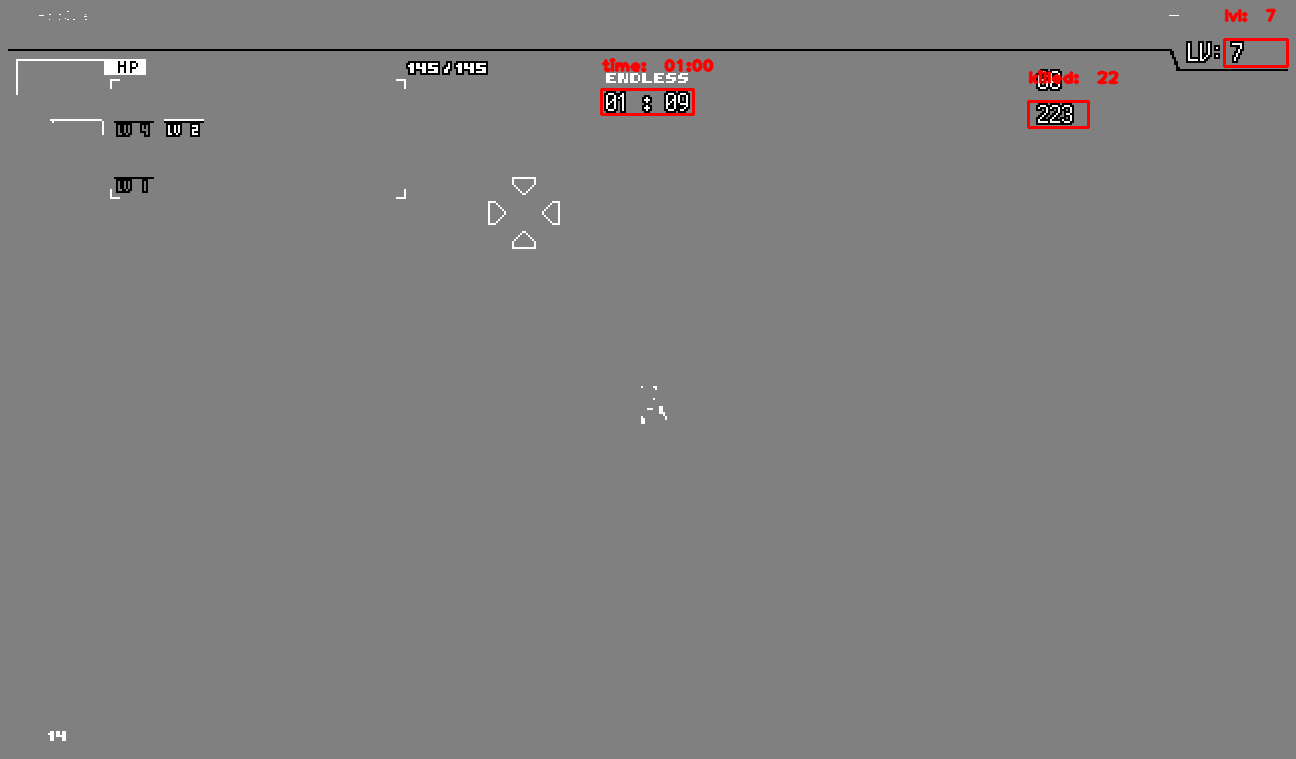 lvl: 7
LV: 7
HP 145/145
time: 01:00
ENDLESS
killed: 22
01 : 09
223
LV 4 LV 2
LV 1
14